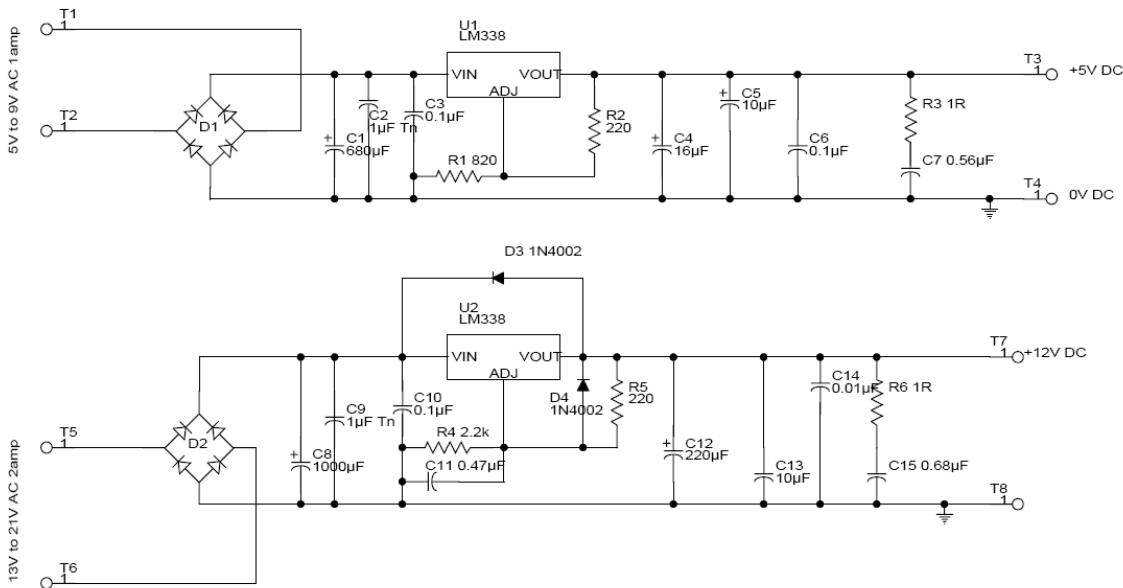 T1
1
5V to 9V AC 1amp
T2
1
D1
C1
680µF
C2
1µF Tn
C3
0.1µF
U1
LM338
VIN
VOUT
ADJ
R1 820
R2
220
C4
16µF
C5
10µF
C6
0.1µF
R3 1R
C7 0.56µF
T3
1
+5V DC
T4
1
0V DC
D3 1N4002
U2
LM338
VIN
VOUT
ADJ
13V to 21V AC 2amp
T5
1
D2
T6
1
C8
1000µF
C9
1µF Tn
C10
0.1µF
R4 2.2k
C11 0.47µF
D4
1N4002
R5
220
C12
220µF
C13
10µF
C14
0.01µF
R6 1R
C15 0.68µF
T7
1
+12V DC
T8
1